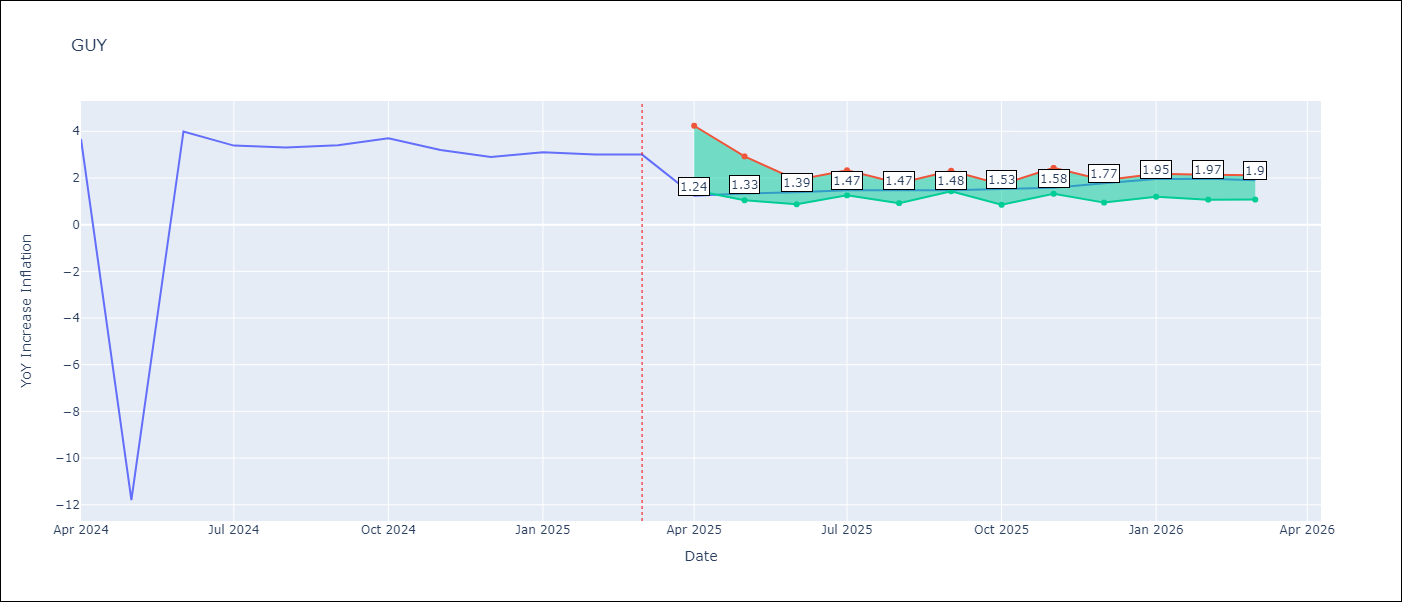 GUY
YoY Increase Inflation
4
2
0
−2
−4
−6
−8
−10
−12
1.24
1.33
1.39
1.47
1.47
1.48
1.53
1.58
1.77
1.95
1.97
1.9
Apr 2024
Jul 2024
Oct 2024
Jan 2025
Apr 2025
Jul 2025
Oct 2025
Jan 2026
Apr 2026
Date